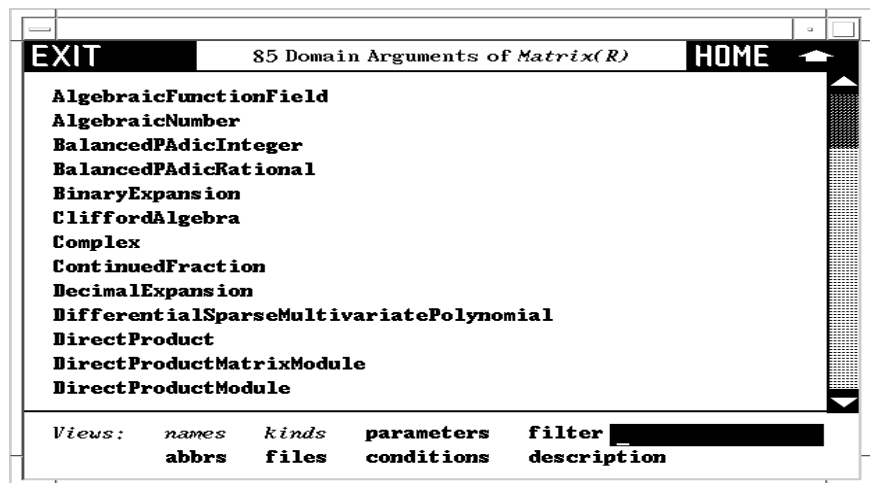 EXIT 85 Domain Arguments of Matrix(R) HOME
AlgebraicFunctionField
AlgebraicNumber
BalancedPAdicInteger
BalancedPAdicRational
BinaryExpansion
CliffordAlgebra
Complex
ContinuedFraction
DecimalExpansion
DifferentialSparseMultivariatePolynomial
DirectProduct
DirectProductMatrixModule
DirectProductModule
Views: names kinds parameters filter _
abbrs files conditions description